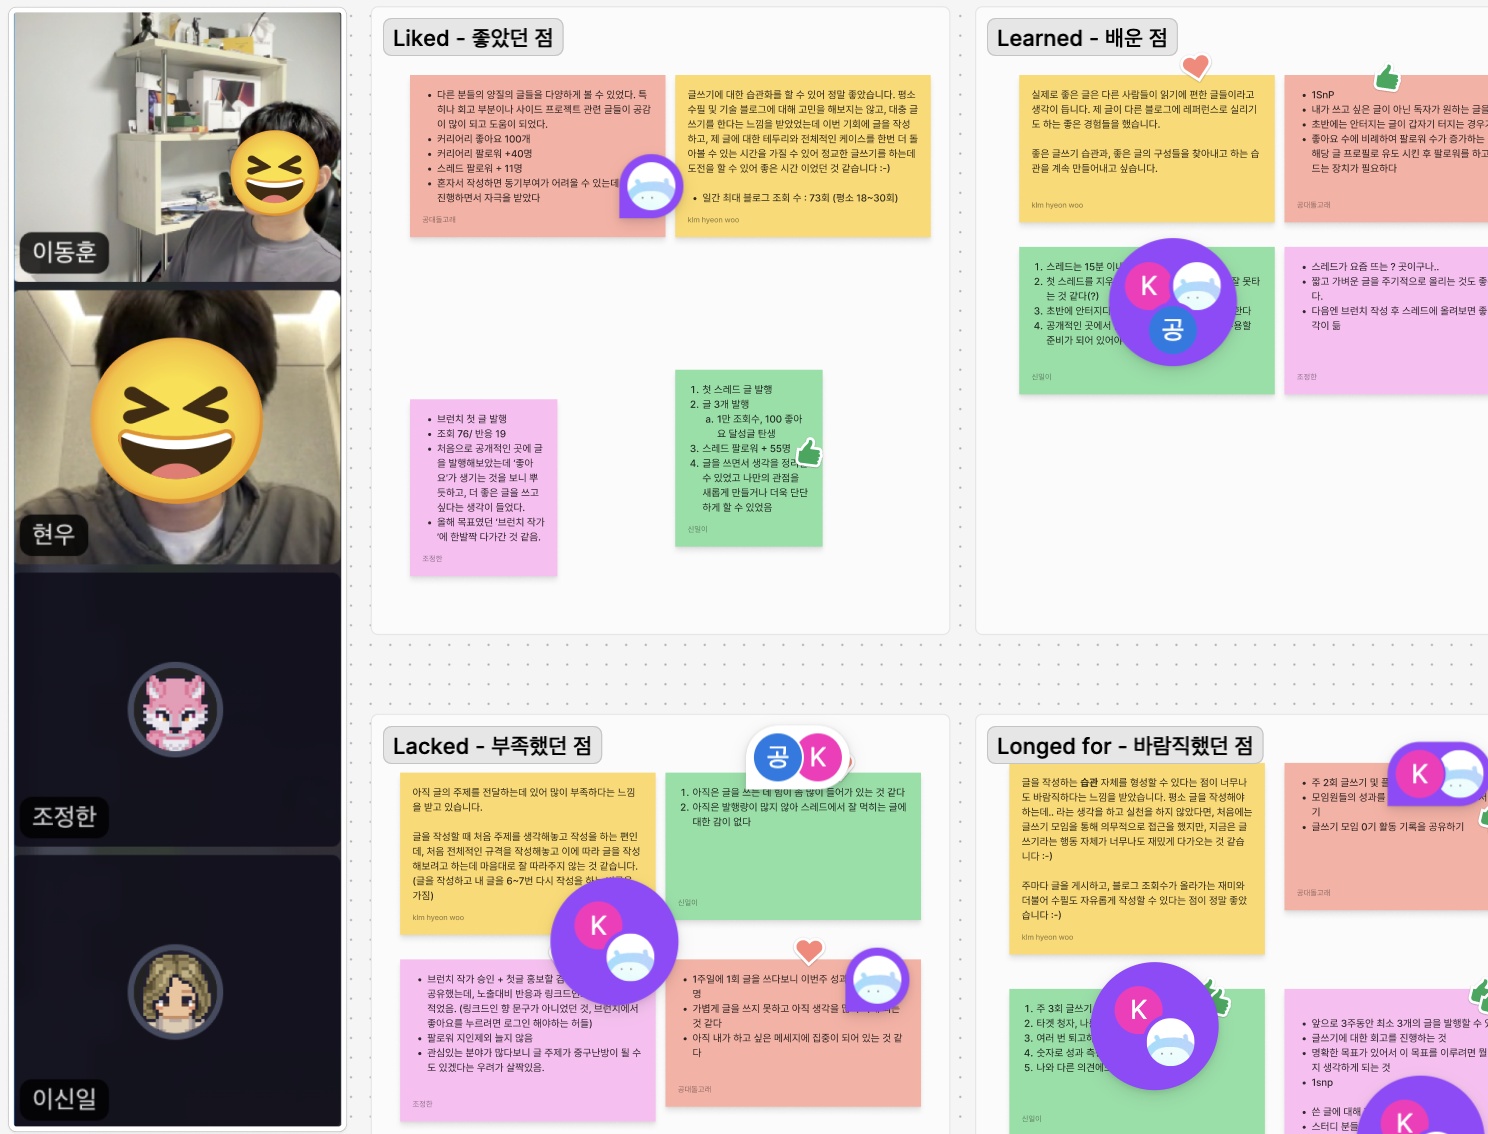 이동훈
현우
조정한
이신일
Liked - 좋았던 점
다른 분들의 양질의 글들을 다양하게 볼 수 있었다. 특
히나 회고 부분이나 사이드 프로젝트 관련 글들이 공감
이 많이 되고 도움이 되었다.
커리어리 좋아요 100개
커리어리 팔로워 +40명
스레드 팔로워 + 11명
혼자서 작성하면 동기부여가 어려울 수 있는데
진행하면서 자극을 받았다
공대돌고래
글쓰기에 대한 습관화를 할 수 있어 정말 좋았습니다. 평소
수필 및 기술 블로그에 대해 고민을 해보지는 않고, 대충 글
쓰기를 한다는 느낌을 받았었는데 이번 기회에 글을 작성
하고, 제 글에 대한 테두리와 전체적인 케이스를 한번 더 돌
아볼 수 있는 시간을 가질 수 있어 정교한 글쓰기를 하는데
도전을 할 수 있어 좋은 시간 이었던 것 같습니다 :-)
일간 최대 블로그 조회 수 : 73회 (평소 18~30회)
kim hyeon woo
브런치 첫 글 발행
조회 76/ 반응 19
처음으로 공개적인 곳에 글
을 발행해보았는데 '좋아
요'가 생기는 것을 보니 뿌
듯하고, 더 좋은 글을 쓰고
싶다는 생각이 들었다.
올해 목표였던 '브런치 작가
'에 한발짝 다가간 것 같음.
조정한
1. 첫 스레드 글 발행
2. 글 3개 발행
a. 1만 조회수, 100 좋아
요 달성글 탄생
3. 스레드 팔로워 + 55명
4. 글을 쓰면서 생각을
수 있었고 나만의 관점을
새롭게 만들거나 더욱 단단
하게 할 수 있었음
신일이
Learned - 배운 점
실제로 좋은 글은 다른 사람들이 읽기에 편한 글들이라고
생각이 듭니다. 제 글이 다른 블로그에 레퍼런스로 실리기
도 하는 좋은 경험들을 했습니다.
좋은 글쓰기 습관과, 좋은 글의 구성들을 찾아내고 하는 습
관을 계속 만들어내고 싶습니다.
kim hyeon woo
1SnP
내가 쓰고 싶은 글이 아닌 독자가 원하는 글을
초반에는 안터지는 글이 갑자기 터지는
좋아요 수에 비례하여 팔로워 수가 증가하는
해당 글 프로필로 유도 시킨 후 팔로워를
드는 장치가 필요하다
공대돌고래
1. 스레드는 15분
2. 첫 스레드를 잘 못타
는 것 같다(?)
3. 초반에
4. 공개적인 곳에서
준비가 되어
신일이
스레드가 요즘 뜨는 ? 곳이구나..
짧고 가벼운 글을 주기적으로 올리는 것도
다.
다음엔 브런치 작성 후 스레드에 올려보면
각이 듦
조정한
공
K
Lacked - 부족했던 점
아직 글의 주제를 전달하는데 있어 많이 부족하다는 느낌
을 받고 있습니다.
글을 작성할 때 처음 주제를 생각해놓고 작성을 하는 편인
데, 처음 전체적인 규격을 작성해놓고 이에 따라 글을 작성
해보려고 하는데 마음대로 잘 따라주지 않는 것 같습니다.
(글을 작성하고 내 글을 6~7번 다시 작성을
가짐)
kim hyeon woo
1. 아직은 글을 쓰는 데 힘이 좀 많이 들어가 있는 것 같다
2. 아직은 발행량이 많지 않아 스레드에서 잘 먹히는 글에
대한 감이 없다
신일이
브런치 작가 승인 + 첫글 홍보할
공유했는데, 노출대비 반응과
적었음. (링크드인 향 문구가 아니었던 것, 브런치에서
좋아요를 누르려면 로그인 해야하는 허들)
팔로워 지인제외 늘지 않음
관심있는 분야가 많다보니 글 주제가 중구난방이 될 수
도 있겠다는 우려가 살짝있음.
조정한
1주일에 1회 글을 쓰다보니 이번주
명
가볍게 글을 쓰지 못하고 아직 생각을
것 같다
아직 내가 하고 싶은 메세지에 집중이 되어 있는 것 같
다
공대돌고래
Longed for - 바람직했던 점
글을 작성하는 습관 자체를 형성할 수 있다는 점이 너무나
도 바람직하다는 느낌을 받았습니다. 평소 글을 작성해야
하는데.. 라는 생각을 하고 실천을 하지 않았다면, 처음에는
글쓰기 모임을 통해 의무적으로 접근을 했지만, 지금은 글
쓰기라는 행동 자체가 너무나도 재밌게 다가오는 것 같습
니다 :-)
주마다 글을 게시하고, 블로그 조회수가 올라가는 재미와
더불어 수필도 자유롭게 작성할 수 있다는 점이 정말 좋았
습니다 :-)
kim hyeon woo
주 2회 글쓰기 및
모임원들의 성과를
기
글쓰기 모임 0기 활동 기록을 공유하기
공대돌고래
1. 주 3회 글쓰기
2. 타겟 청자,
3. 여러 번
4. 숫자로 성과
5. 나와 다른
신일이
앞으로 3주동안 최소 3개의 글을 발행할 수
글쓰기에 대한 회고를 진행하는 것
명확한 목표가 있어서 이 목표를 이루려면
지 생각하게 되는 것
1snp
쓴 글에 대해
스터디